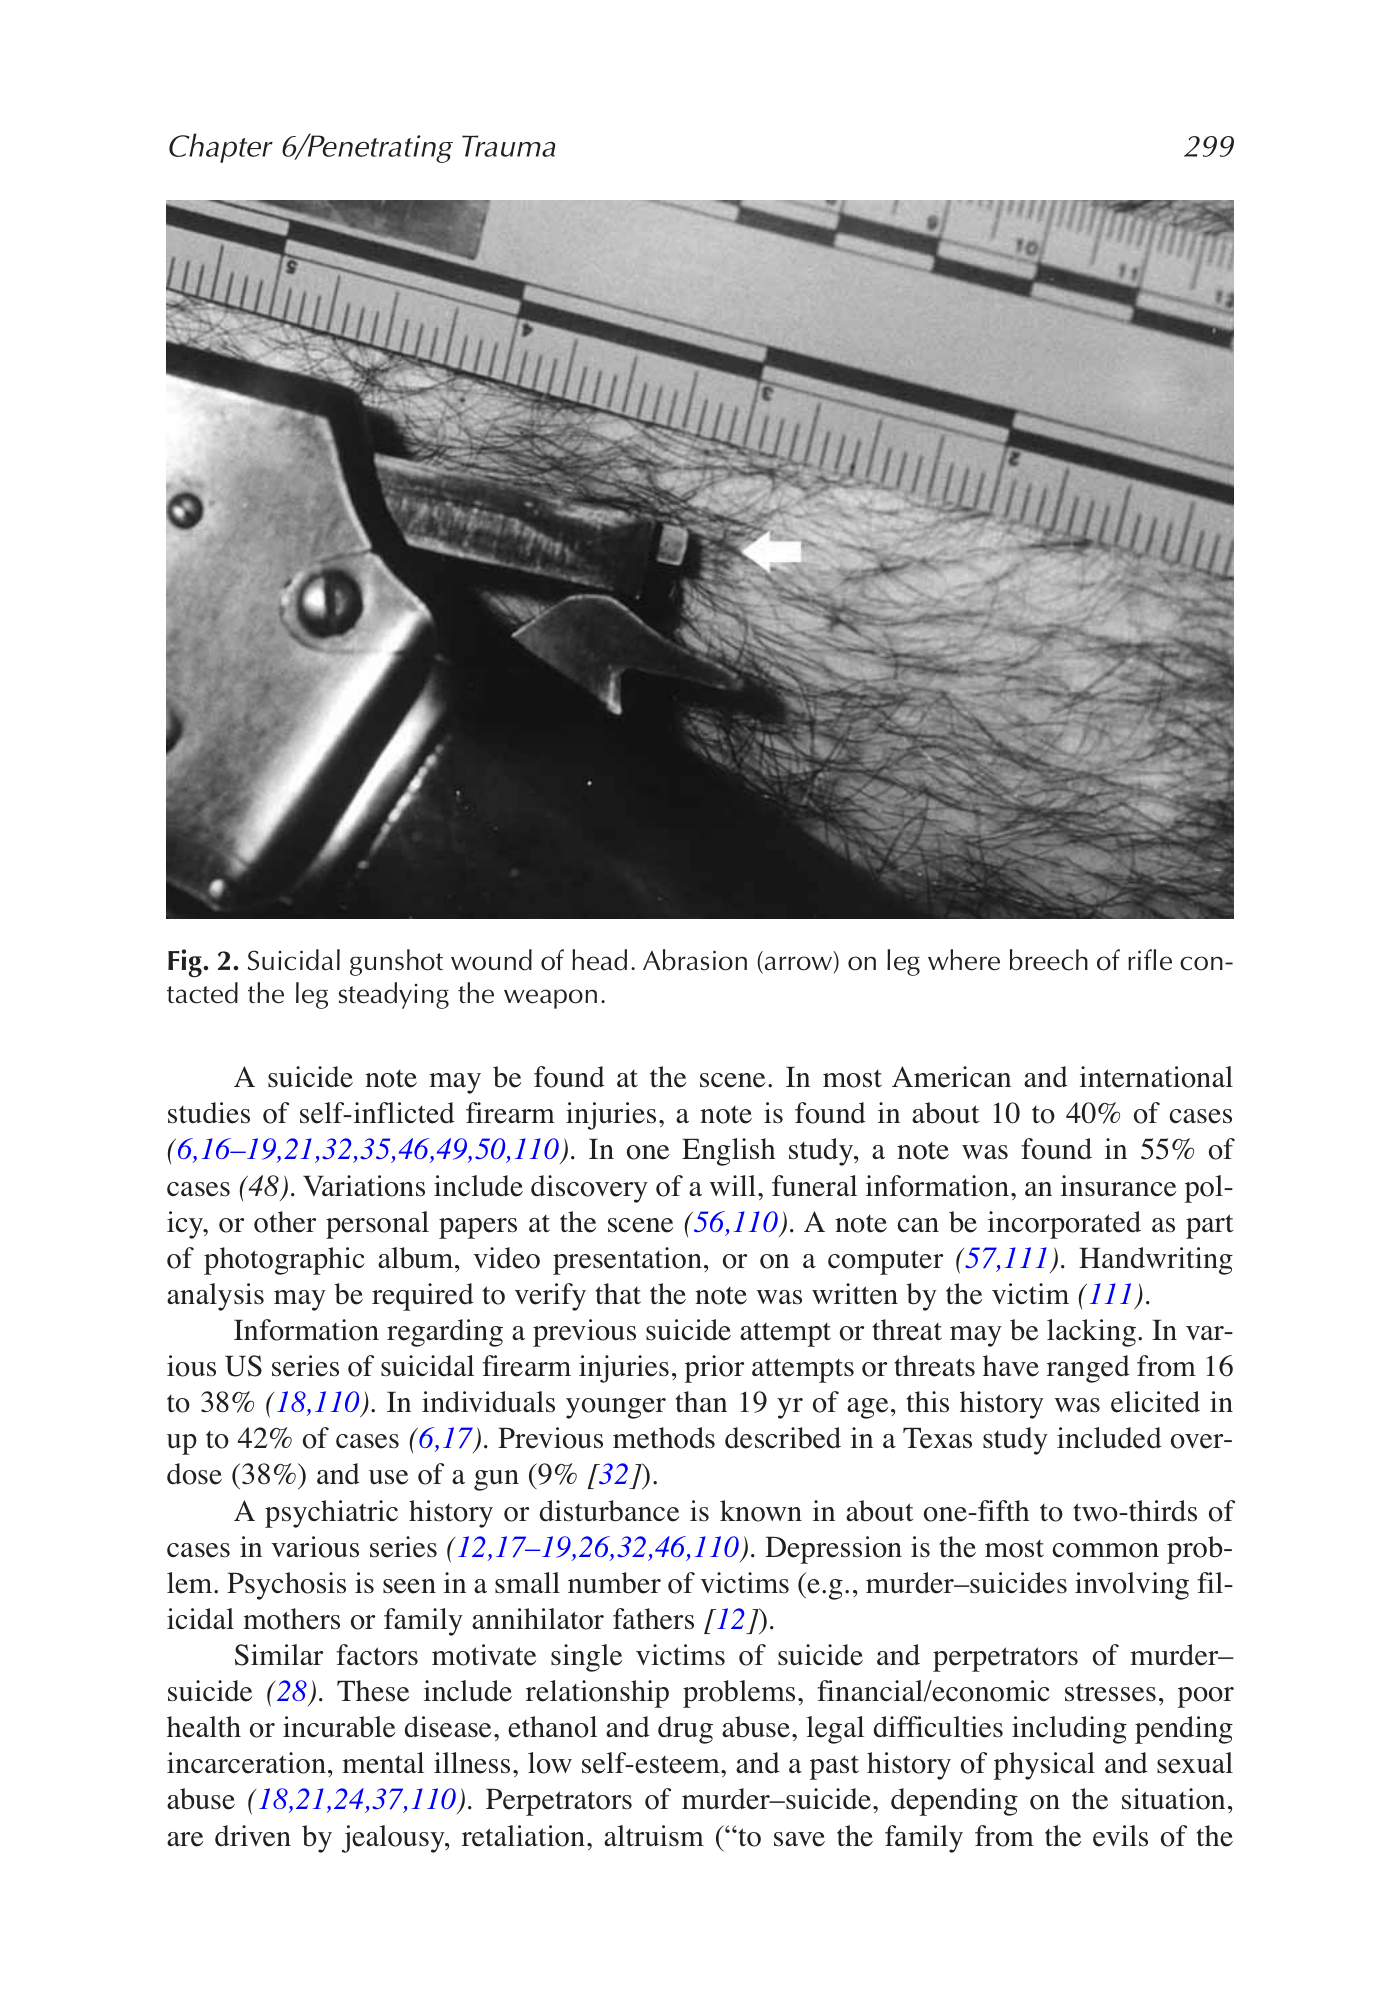 Chapter 6/Penetrating Trauma 299
5
4
3
2
9
10
11
12
Fig. 2. Suicidal gunshot wound of head. Abrasion (arrow) on leg where breech of rifle con-
tacted the leg steadying the weapon.
A suicide note may be found at the scene. In most American and international
studies of self-inflicted firearm injuries, a note is found in about 10 to 40% of cases
(6,16–19,21,32,35,46,49,50,110). In one English study, a note was found in 55% of
cases (48). Variations include discovery of a will, funeral information, an insurance pol-
icy, or other personal papers at the scene (56,110). A note can be incorporated as part
of photographic album, video presentation, or on a computer (57,111). Handwriting
analysis may be required to verify that the note was written by the victim (111).
Information regarding a previous suicide attempt or threat may be lacking. In var-
ious US series of suicidal firearm injuries, prior attempts or threats have ranged from 16
to 38% (18,110). In individuals younger than 19 yr of age, this history was elicited in
up to 42% of cases (6,17). Previous methods described in a Texas study included over-
dose (38%) and use of a gun (9% [32]).
A psychiatric history or disturbance is known in about one-fifth to two-thirds of
cases in various series (12,17–19,26,32,46,110). Depression is the most common prob-
lem. Psychosis is seen in a small number of victims (e.g., murder–suicides involving fil-
icidal mothers or family annihilator fathers [12]).
Similar factors motivate single victims of suicide and perpetrators of murder–
suicide (28). These include relationship problems, financial/economic stresses, poor
health or incurable disease, ethanol and drug abuse, legal difficulties including pending
incarceration, mental illness, low self-esteem, and a past history of physical and sexual
abuse (18,21,24,37,110). Perpetrators of murder–suicide, depending on the situation,
are driven by jealousy, retaliation, altruism (“to save the family from the evils of the